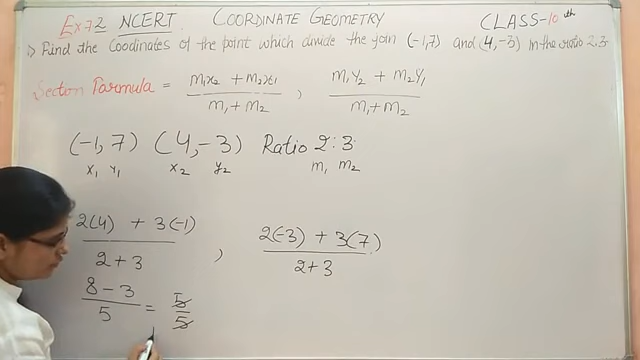 Ex 7.2 NCERT. COORDINATE GEOMETRY CLASS-10th
1) Find the Coodinates of the point which divide the join (-1,7) and (4,-3) in the ratio 2:3
Section Formula = m₁x₂ + m₂x₁ / m₁ + m₂ , m₁y₂ + m₂y₁ / m₁ + m₂
(-1, 7) (4, -3) Ratio 2:3
x₁ y₁ x₂ y₂ m₁ m₂
2(4) + 3(-1) / 2+3 , 2(-3) + 3(7) / 2+3
8-3 / 5 = 5 / 5